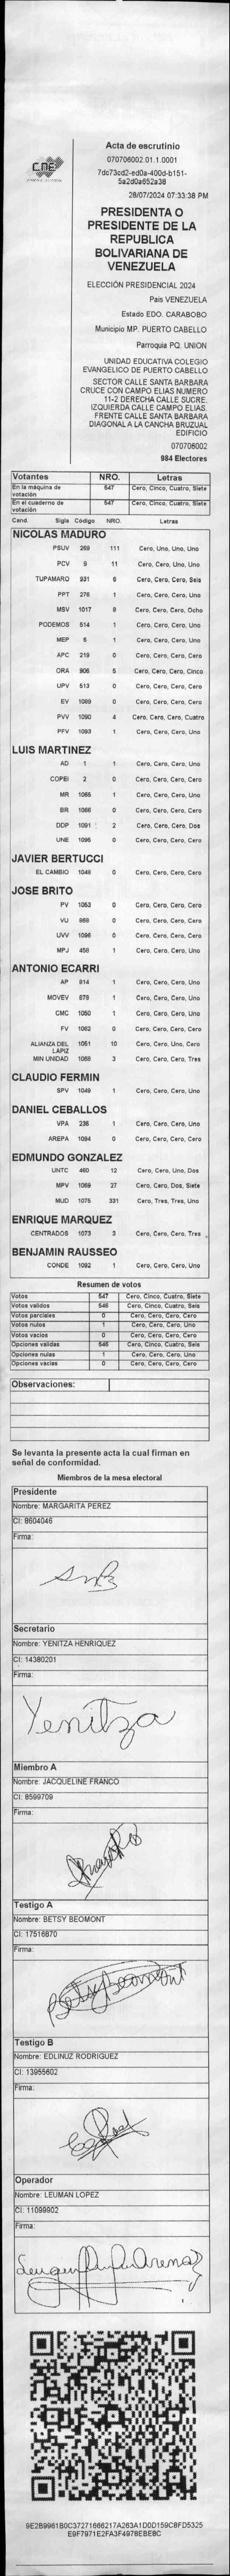 CNE
Acta de escrutinio
070706002.01.1.0001
7dc73cd2-ed0a-400d-b151-
5a2d0a652a38
28/07/2024 07:33:38 PM
PRESIDENTA O
PRESIDENTE DE LA
REPUBLICA
BOLIVARIANA DE
VENEZUELA
ELECCIÓN PRESIDENCIAL 2024
Pais VENEZUELA
Estado EDO. CARABOBO
Municipio MP. PUERTO CABELLO
Parroquia PQ. UNION
UNIDAD EDUCATIVA COLEGIO
EVANGELICO DE PUERTO CABELLO
SECTOR CALLE SANTA BARBARA
CRUCE CON CAMPO ELIAS NUMERO
11-2 DERECHA CALLE SUCRE.
IZQUIERDA CALLE CAMPO ELIAS.
FRENTE CALLE SANTA BARBARA
DIAGONAL A LA CANCHA BRUZUAL
EDIFICIO
070706002
984 Electores
Votantes NRO. Letras
En la máquina de votación 547 Cero, Cinco, Cuatro, Siete
En el cuaderno de votación 547 Cero, Cinco, Cuatro, Siete
Cand. Sigla Código NRO. Letras
NICOLAS MADURO
PSUV 269 111 Cero, Uno, Uno, Uno
PCV 9 11 Cero, Cero, Uno, Uno
TUPAMARO 931 6 Cero, Cero, Cero, Seis
PPT 276 1 Cero, Cero, Cero, Uno
MSV 1017 8 Cero, Cero, Cero, Ocho
PODEMOS 514 1 Cero, Cero, Cero, Uno
MEP 5 1 Cero, Cero, Cero, Uno
APC 219 0 Cero, Cero, Cero, Cero
ORA 906 5 Cero, Cero, Cero, Cinco
UPV 513 0 Cero, Cero, Cero, Cero
EV 1089 0 Cero, Cero, Cero, Cero
PVV 1090 4 Cero, Cero, Cero, Cuatro
PFV 1093 1 Cero, Cero, Cero, Uno
LUIS MARTINEZ
AD 1 1 Cero, Cero, Cero, Uno
COPEI 2 0 Cero, Cero, Cero, Cero
MR 1065 1 Cero, Cero, Cero, Uno
BR 1066 0 Cero, Cero, Cero, Cero
DDP 1091 2 Cero, Cero, Cero, Dos
UNE 1095 0 Cero, Cero, Cero, Cero
JAVIER BERTUCCI
EL CAMBIO 1048 0 Cero, Cero, Cero, Cero
JOSE BRITO
PV 1053 0 Cero, Cero, Cero, Cero
VU 868 0 Cero, Cero, Cero, Cero
UVV 1096 0 Cero, Cero, Cero, Cero
MPJ 458 1 Cero, Cero, Cero, Uno
ANTONIO ECARRI
AP 814 1 Cero, Cero, Cero, Uno
MOVEV 879 1 Cero, Cero, Cero, Uno
CMC 1050 1 Cero, Cero, Cero, Uno
FV 1062 0 Cero, Cero, Cero, Cero
ALIANZA DEL LAPIZ 1051 10 Cero, Cero, Uno, Cero
MIN UNIDAD 1068 3 Cero, Cero, Cero, Tres
CLAUDIO FERMIN
SPV 1049 1 Cero, Cero, Cero, Uno
DANIEL CEBALLOS
VPA 236 1 Cero, Cero, Cero, Uno
AREPA 1094 0 Cero, Cero, Cero, Cero
EDMUNDO GONZALEZ
UNTC 460 12 Cero, Cero, Uno, Dos
MPV 1069 27 Cero, Cero, Dos, Siete
MUD 1075 331 Cero, Tres, Tres, Uno
ENRIQUE MARQUEZ
CENTRADOS 1073 3 Cero, Cero, Cero, Tres
BENJAMIN RAUSSEO
CONDE 1092 1 Cero, Cero, Cero, Uno
Resumen de votos
Votos 547 Cero, Cinco, Cuatro, Siete
Votos validos 546 Cero, Cinco, Cuatro, Seis
Votos parciales 0 Cero, Cero, Cero, Cero
Votos nulos 1 Cero, Cero, Cero, Uno
Votos vacios 0 Cero, Cero, Cero, Cero
Opciones validas 546 Cero, Cinco, Cuatro, Seis
Opciones nulas 1 Cero, Cero, Cero, Uno
Opciones vacias 0 Cero, Cero, Cero, Cero
Observaciones:
Se levanta la presente acta la cual firman en
señal de conformidad.
Miembros de la mesa electoral
Presidente
Nombre: MARGARITA PEREZ
CI: 8604046
Firma:
Secretario
Nombre: YENITZA HENRIQUEZ
CI: 14380201
Firma:
Yenitza
Miembro A
Nombre: JACQUELINE FRANCO
CI: 8599709
Firma:
Testigo A
Nombre: BETSY BEOMONT
CI: 17516870
Firma:
Betsy Beomont
Testigo B
Nombre: EDLINUZ RODRIGUEZ
CI: 13955602
Firma:
Operador
Nombre: LEUMAN LOPEZ
CI: 11099902
Firma:
9E2B9961B0C37271666217A263A1D0D159C8FD5325
E9F7971E2FA3F4978EBE8C